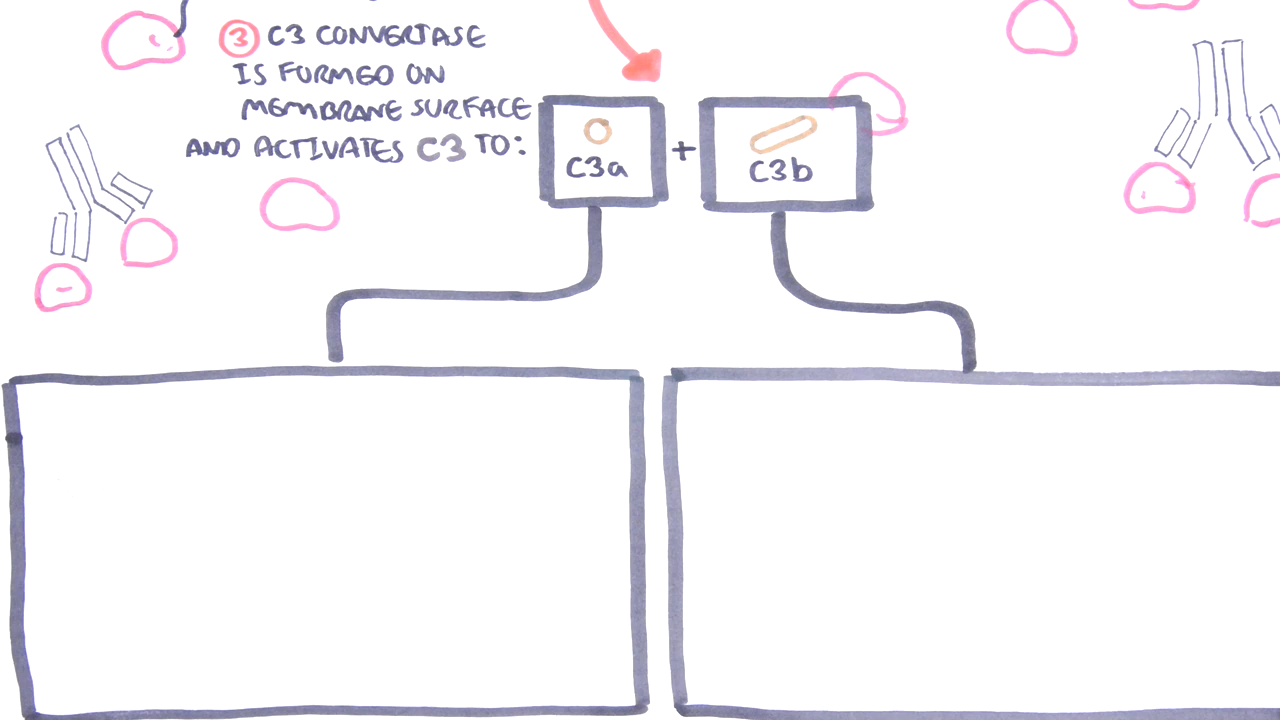 3 C3 CONVERTASE
IS FORMED ON
MEMBRANE SURFACE
AND ACTIVATES C3 TO:
C3a + C3b